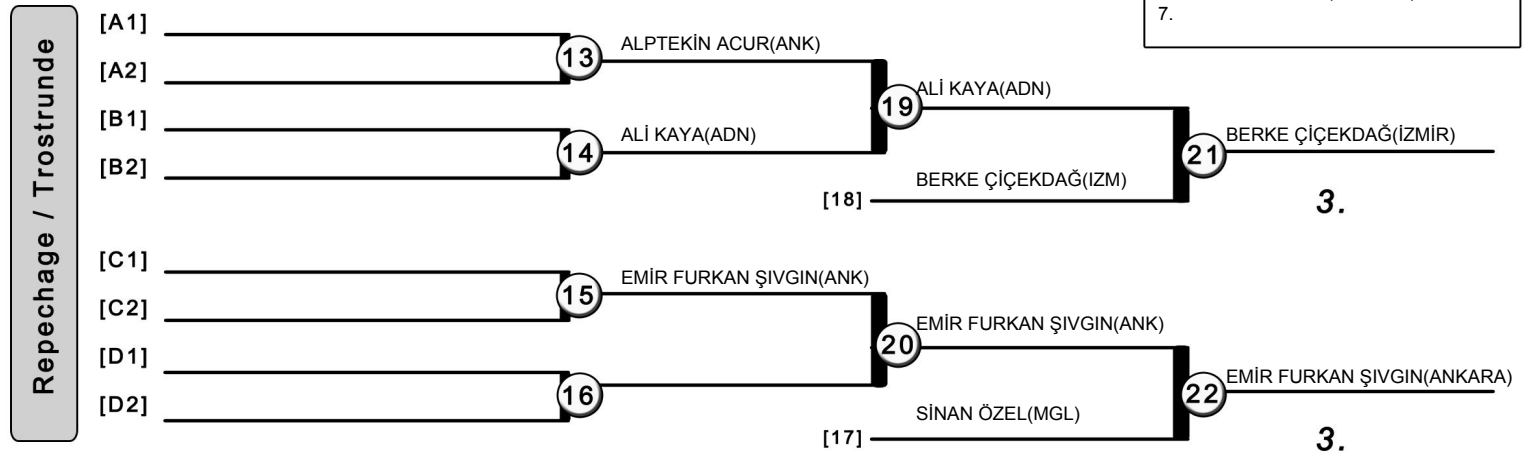 Repechage / Trostrunde
7.
[A1]
[A2]
13
ALPTEKİN ACUR(ANK)
[B1]
[B2]
14
ALİ KAYA(ADN)
19
ALİ KAYA(ADN)
[18]
BERKE ÇİÇEKDAĞ(IZM)
21
BERKE ÇİÇEKDAĞ(İZMİR)
3.
[C1]
[C2]
15
EMİR FURKAN ŞIVGIN(ANK)
[D1]
[D2]
16
20
EMİR FURKAN ŞIVGIN(ANK)
[17]
SİNAN ÖZEL(MGL)
22
EMİR FURKAN ŞIVGIN(ANKARA)
3.